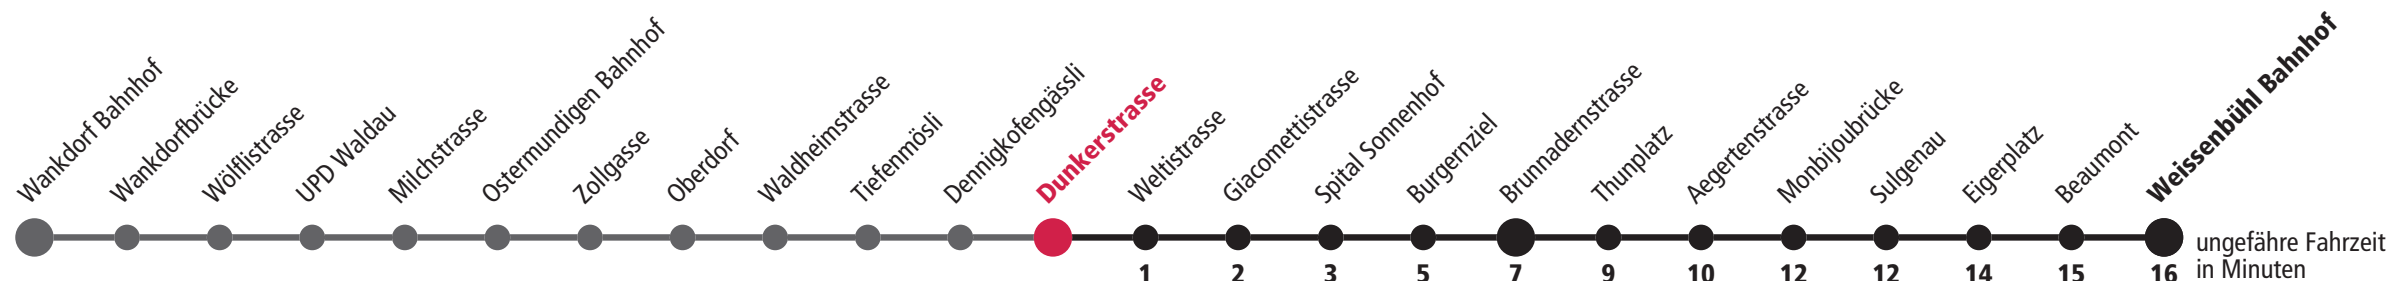 Wankdorf Bahnhof
Wankdorfbrücke
Wölflistrasse
UPD Waldau
Milchstrasse
Ostermundigen Bahnhof
Zollgasse
Oberdorf
Waldheimstrasse
Tiefenmösli
Dennigkofengässli
Dunkerstrasse
Weltistrasse
Giacomettistrasse
Spital Sonnenhof
Burgernziel
Brunnadernstrasse
Thunplatz
Aegertenstrasse
Monbijoubrücke
Sulgenau
Eigerplatz
Beaumont
Weissenbühl Bahnhof
1 2 3 5 7 9 10 12 12 14 15 16
ungefähre Fahrzeit
in Minuten